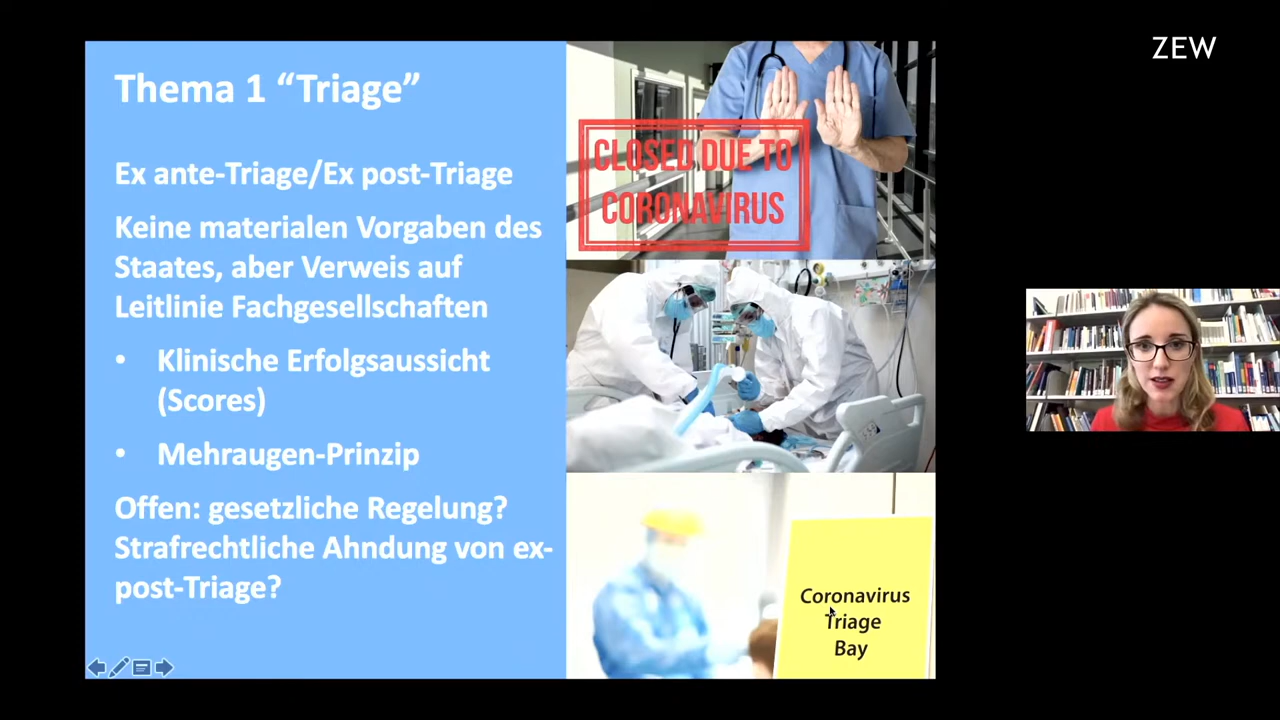 ZEW
Thema 1 “Triage”
Ex ante-Triage/Ex post-Triage
Keine materialen Vorgaben des
Staates, aber Verweis auf
Leitlinie Fachgesellschaften
• Klinische Erfolgsaussicht
(Scores)
• Mehraugen-Prinzip
Offen: gesetzliche Regelung?
Strafrechtliche Ahndung von ex-
post-Triage?
CLOSED DUE TO
CORONAVIRUS
Coronavirus
Triage
Bay